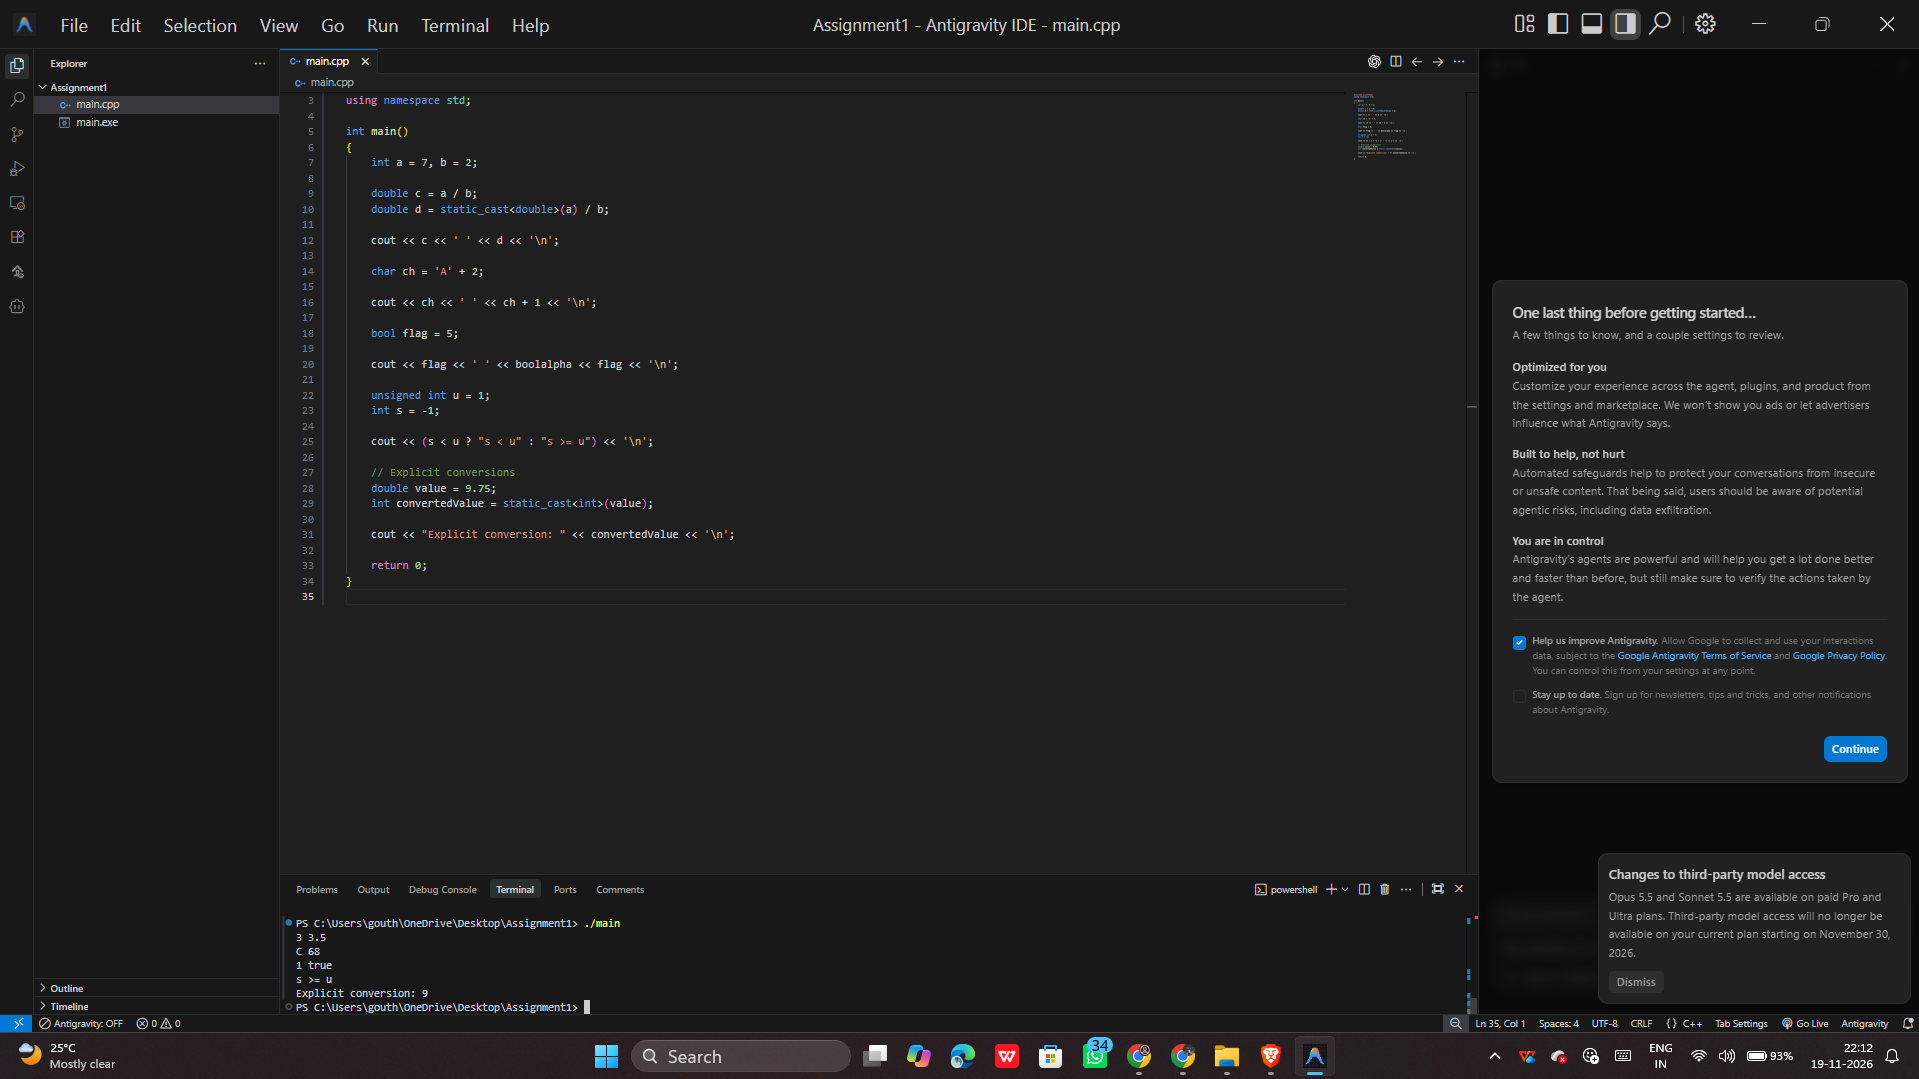 File Edit Selection View Go Run Terminal Help
Assignment1 - Antigravity IDE - main.cpp
Explorer
Assignment1
main.cpp
main.exe
Outline
Timeline
main.cpp
main.cpp
3 using namespace std;
4
5 int main()
6 {
7 int a = 7, b = 2;
8
9 double c = a / b;
10 double d = static_cast<double>(a) / b;
11
12 cout << c << ' ' << d << '\n';
13
14 char ch = 'A' + 2;
15
16 cout << ch << ' ' << ch + 1 << '\n';
17
18 bool flag = 5;
19
20 cout << flag << ' ' << boolalpha << flag << '\n';
21
22 unsigned int u = 1;
23 int s = -1;
24
25 cout << (s < u ? "s < u" : "s >= u") << '\n';
26
27 // Explicit conversions
28 double value = 9.75;
29 int convertedValue = static_cast<int>(value);
30
31 cout << "Explicit conversion: " << convertedValue << '\n';
32
33 return 0;
34 }
35
Problems Output Debug Console Terminal Ports Comments
powershell
PS C:\Users\gouth\OneDrive\Desktop\Assignment1> ./main
3 3.5
C 68
1 true
s >= u
Explicit conversion: 9
PS C:\Users\gouth\OneDrive\Desktop\Assignment1>
One last thing before getting started...
A few things to know, and a couple settings to review.
Optimized for you
Customize your experience across the agent, plugins, and product from
the settings and marketplace. We won't show you ads or let advertisers
influence what Antigravity says.
Built to help, not hurt
Automated safeguards help to protect your conversations from insecure
or unsafe content. That being said, users should be aware of potential
agentic risks, including data exfiltration.
You are in control
Antigravity's agents are powerful and will help you get a lot done better
and faster than before, but still make sure to verify the actions taken by
the agent.
Help us improve Antigravity. Allow Google to collect and use your Interactions
data, subject to the Google Antigravity Terms of Service and Google Privacy Policy.
You can control this from your settings at any point.
Stay up to date. Sign up for newsletters, tips and tricks, and other notifications
about Antigravity.
Continue
Changes to third-party model access
Opus 5.5 and Sonnet 5.5 are available on paid Pro and
Ultra plans. Third-party model access will no longer be
available on your current plan starting on November 30,
2026.
Dismiss
Antigravity: OFF 0 0
Ln 35, Col 1 Spaces: 4 UTF-8 CRLF {} C++ Tab Settings Go Live Antigravity
25°C
Mostly clear
Search
34
ENG
IN
93%
22:12
19-11-2026